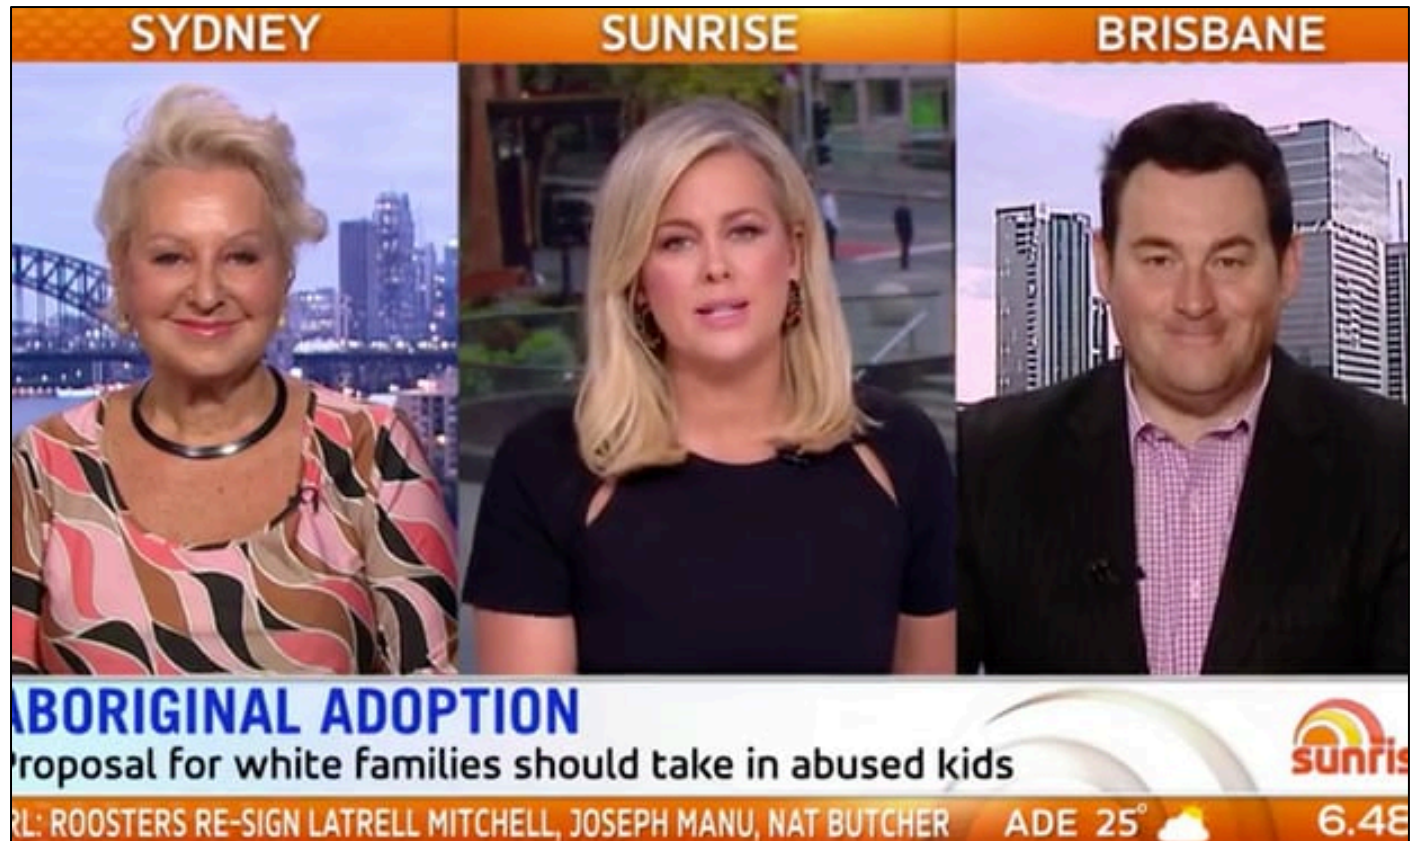 SYDNEY
SUNRISE
BRISBANE
ABORIGINAL ADOPTION
Proposal for white families should take in abused kids
sunris
RL: ROOSTERS RE-SIGN LATRELL MITCHELL, JOSEPH MANU, NAT BUTCHER ADE 25° 6.48